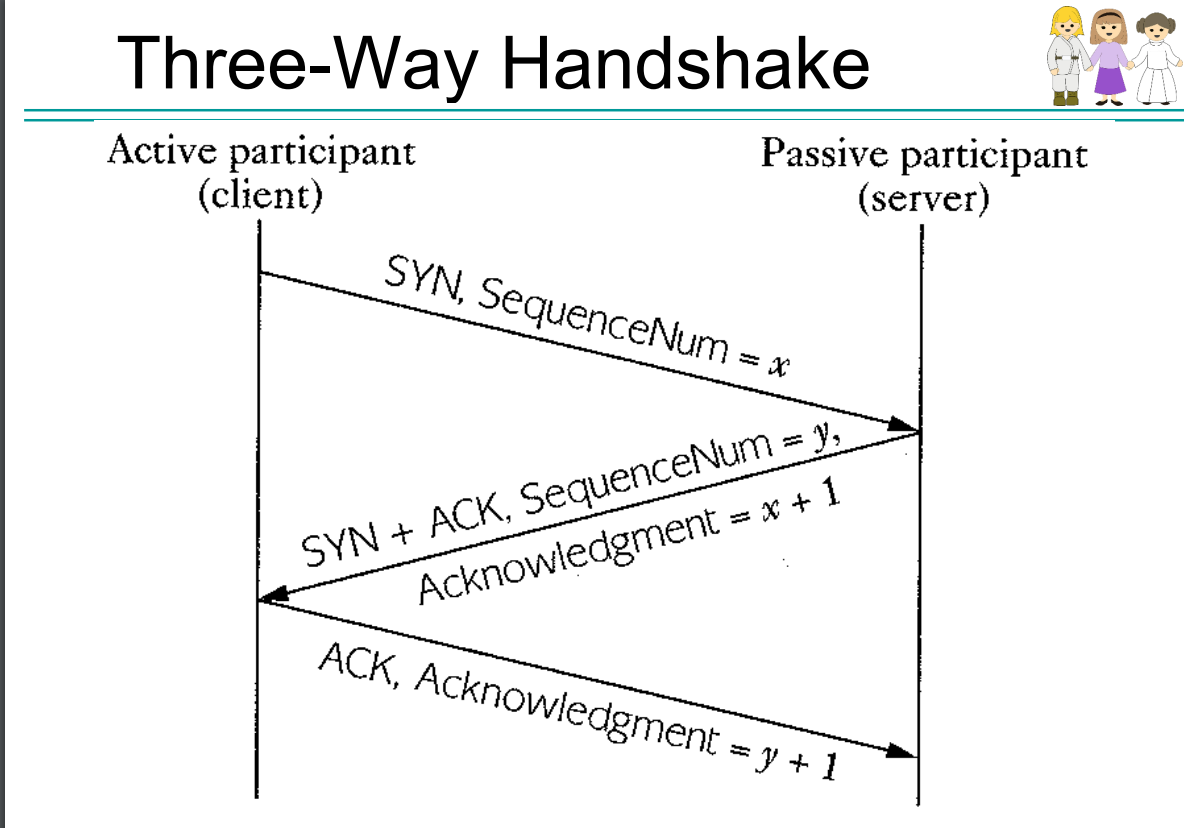 Three-Way Handshake
Active participant
(client)
Passive participant
(server)
SYN, SequenceNum = x
SYN + ACK, SequenceNum = y,
Acknowledgment = x + 1
ACK, Acknowledgment = y + 1